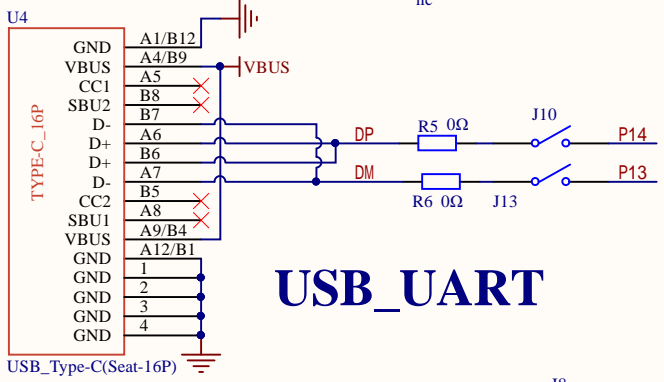 nc
U4
GND A1/B12
VBUS A4/B9
VBUS
CC1 A5
SBU2 B8
D- B7
D+ A6
DP
R5 0Ω
J10
P14
D+ B6
D- A7
DM
R6 0Ω
J13
P13
CC2 B5
SBU1 A8
VBUS A9/B4
GND A12/B1
GND 1
GND 2
GND 3
GND 4
TYPE-C_16P
USB_UART
USB_Type-C(Seat-16P)